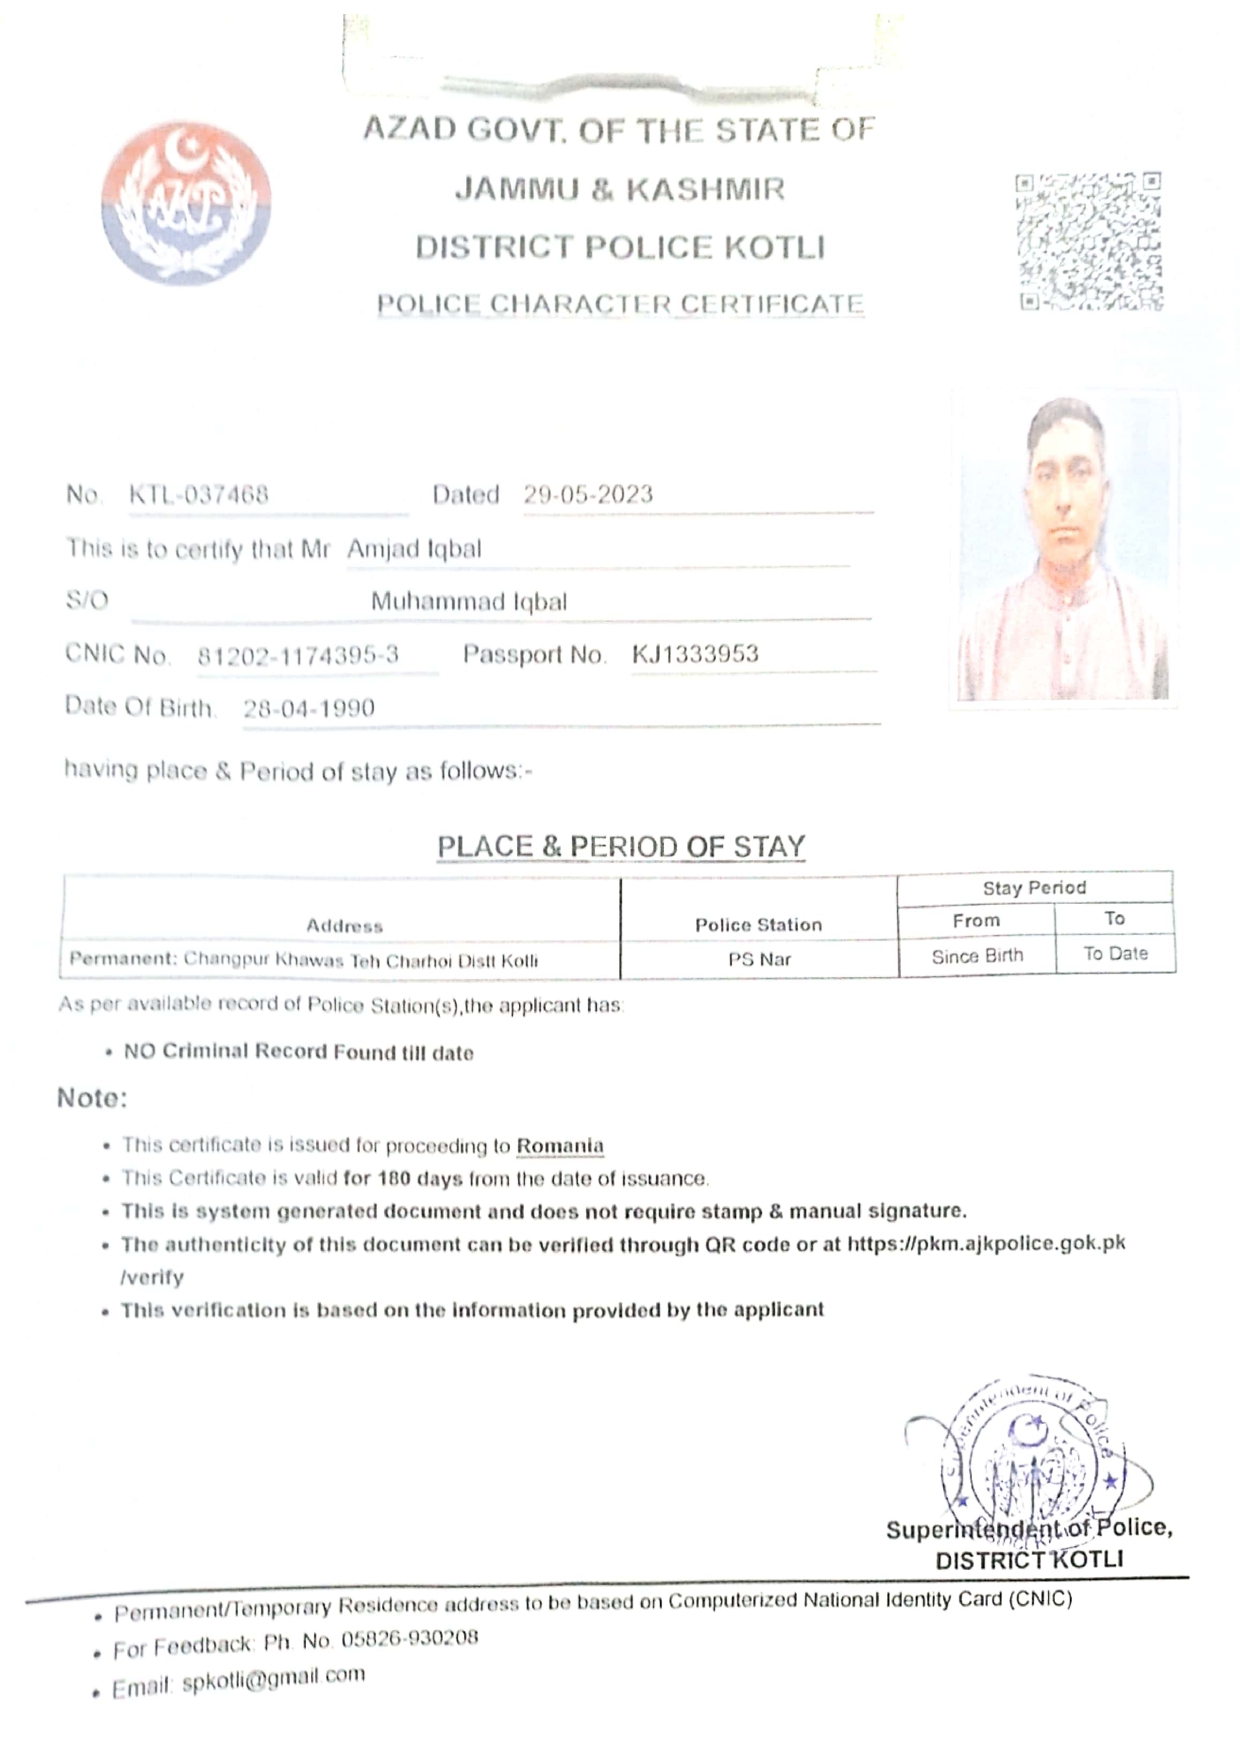 AZAD GOVT. OF THE STATE OF
JAMMU & KASHMIR
DISTRICT POLICE KOTLI
POLICE CHARACTER CERTIFICATE
AZKP
No. KTL-037468 Dated 29-05-2023
This is to certify that Mr Amjad Iqbal
S/O Muhammad Iqbal
CNIC No. 81202-1174395-3 Passport No. KJ1333953
Date Of Birth. 28-04-1990
having place & Period of stay as follows:-
PLACE & PERIOD OF STAY
Stay Period
Address Police Station From To
Permanent: Changpur Khawas Teh Charhoi Distt Kotli PS Nar Since Birth To Date
As per available record of Police Station(s),the applicant has:
• NO Criminal Record Found till date
Note:
• This certificate is issued for proceeding to Romania
• This Certificate is valid for 180 days from the date of issuance.
• This is system generated document and does not require stamp & manual signature.
• The authenticity of this document can be verified through QR code or at https://pkm.ajkpolice.gok.pk
/verify
• This verification is based on the information provided by the applicant
Superintendent of Police
Superintendent of Police,
DISTRICT KOTLI
• Permanent/Temporary Residence address to be based on Computerized National Identity Card (CNIC)
• For Feedback: Ph. No. 05826-930208
• Email: spkotli@gmail.com